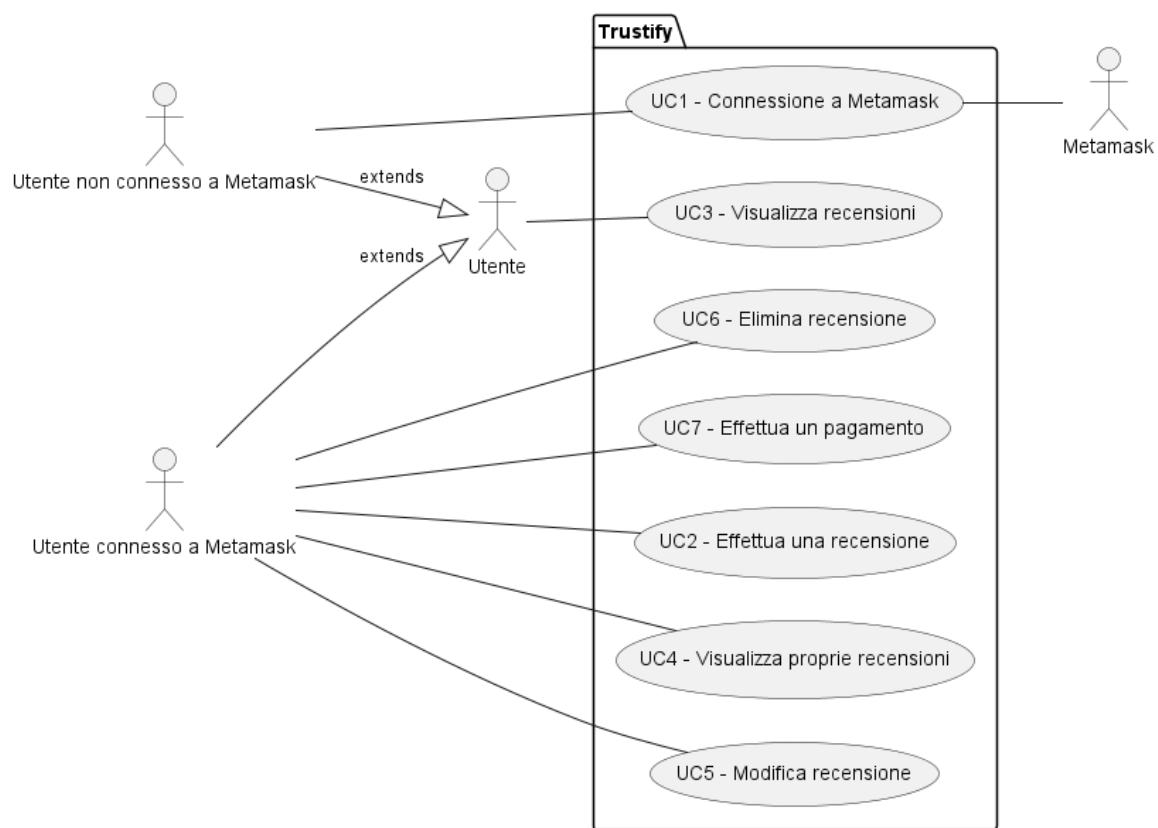 Trustify
UC1 - Connessione a Metamask
Metamask
Utente non connesso a Metamask
extends
UC3 - Visualizza recensioni
extends
Utente
UC6 - Elimina recensione
UC7 - Effettua un pagamento
Utente connesso a Metamask
UC2 - Effettua una recensione
UC4 - Visualizza proprie recensioni
UC5 - Modifica recensione